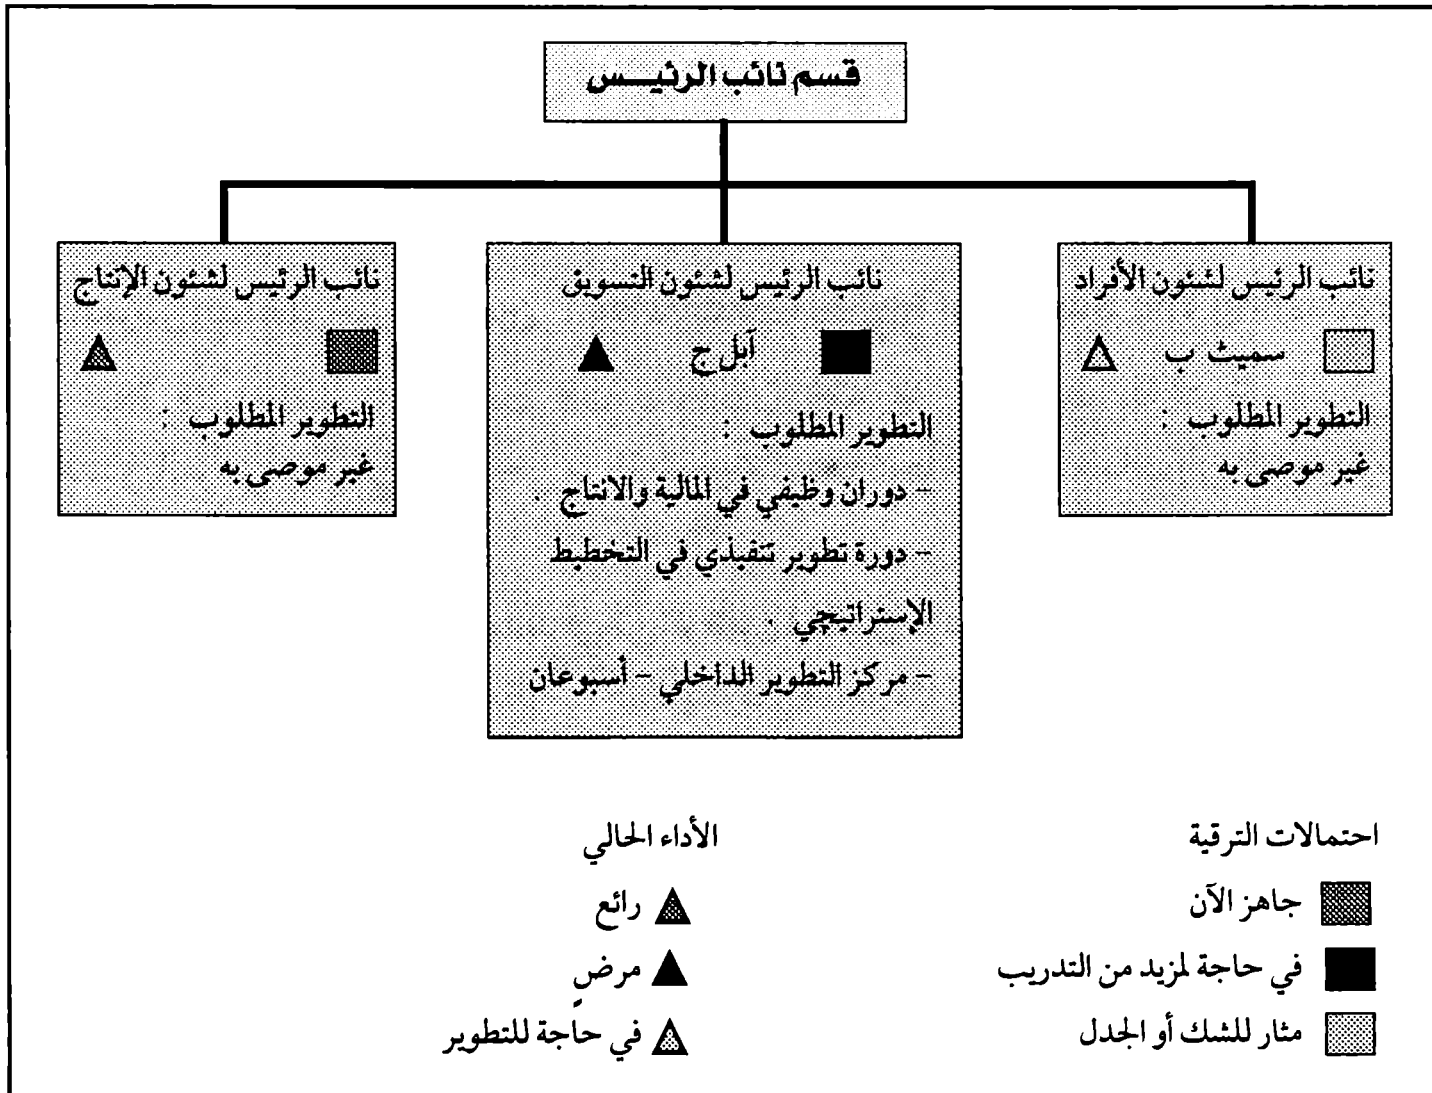 قسم نائب الرئيس
نائب الرئيس لشئون الأفراد
سميث ب
التطوير المطلوب :
غير موصى به
نائب الرئيس لشئون التسويق
آبل ج
التطوير المطلوب :
- دوران وظيفي في المالية والانتاج .
- دورة تطوير تنفيذي في التخطيط
الإستراتيجي .
- مركز التطوير الداخلي - أسبوعان
نائب الرئيس لشئون الإنتاج
التطوير المطلوب :
غير موصى به
احتمالات الترقية
جاهز الآن
في حاجة لمزيد من التدريب
مثار للشك أو الجدل
الأداء الحالي
رائع
مرضٍ
في حاجة للتطوير